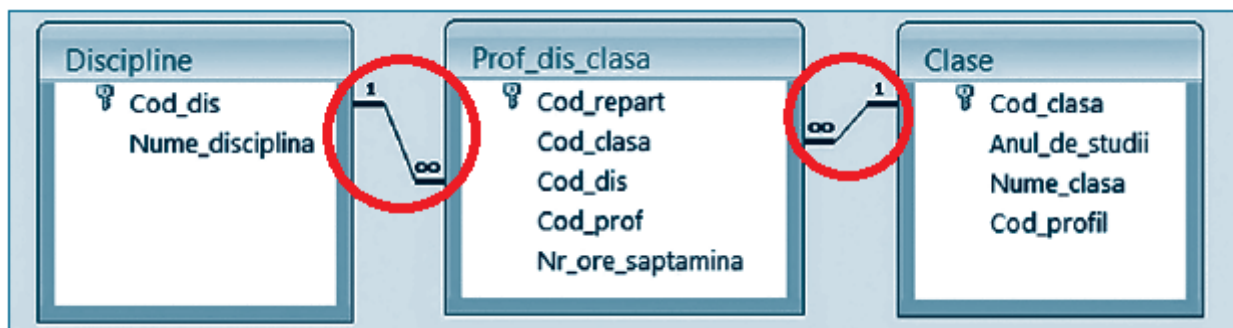 Discipline
Cod_dis
Nume_disciplina
1
∞
Prof_dis_clasa
Cod_repart
Cod_clasa
Cod_dis
Cod_prof
Nr_ore_saptamina
∞
1
Clase
Cod_clasa
Anul_de_studii
Nume_clasa
Cod_profil